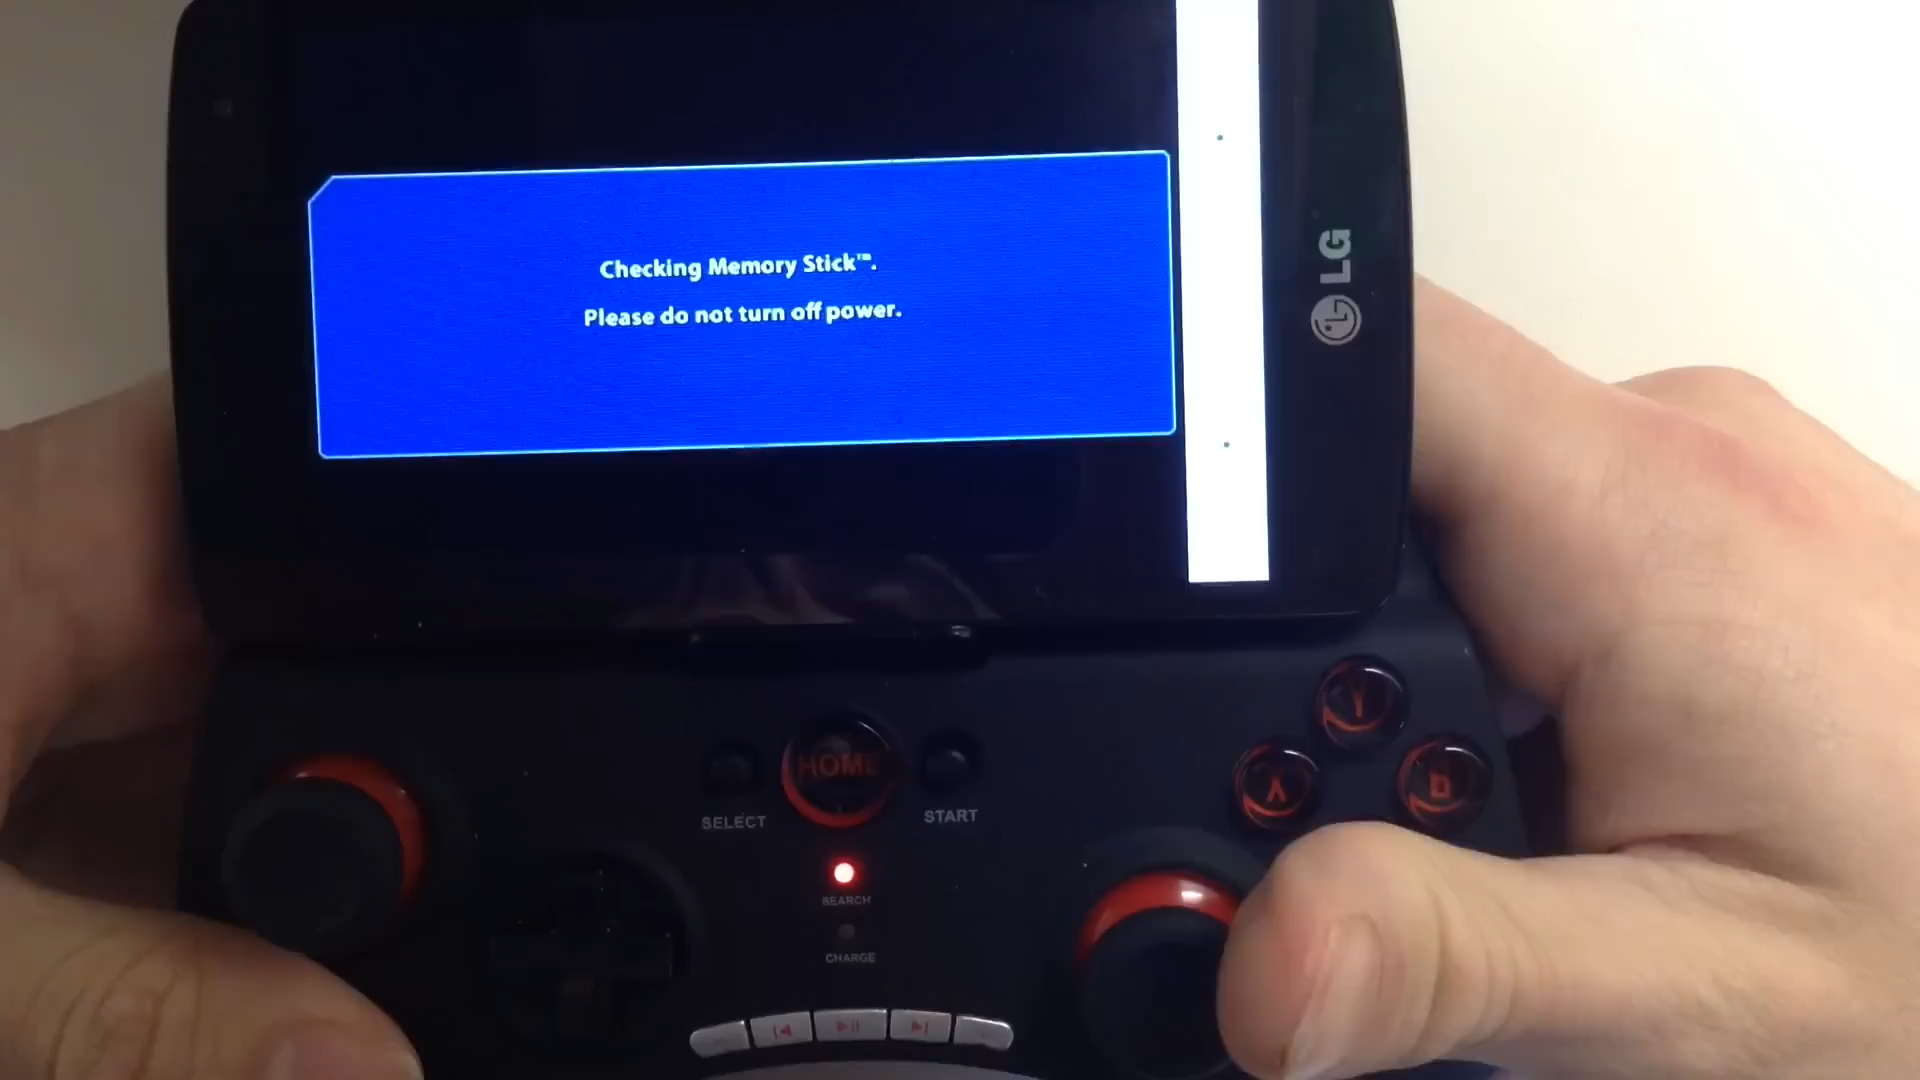 Checking Memory Stick™.
Please do not turn off power.
LG
HOME
SELECT
START
Y
X
B
SEARCH
CHARGE